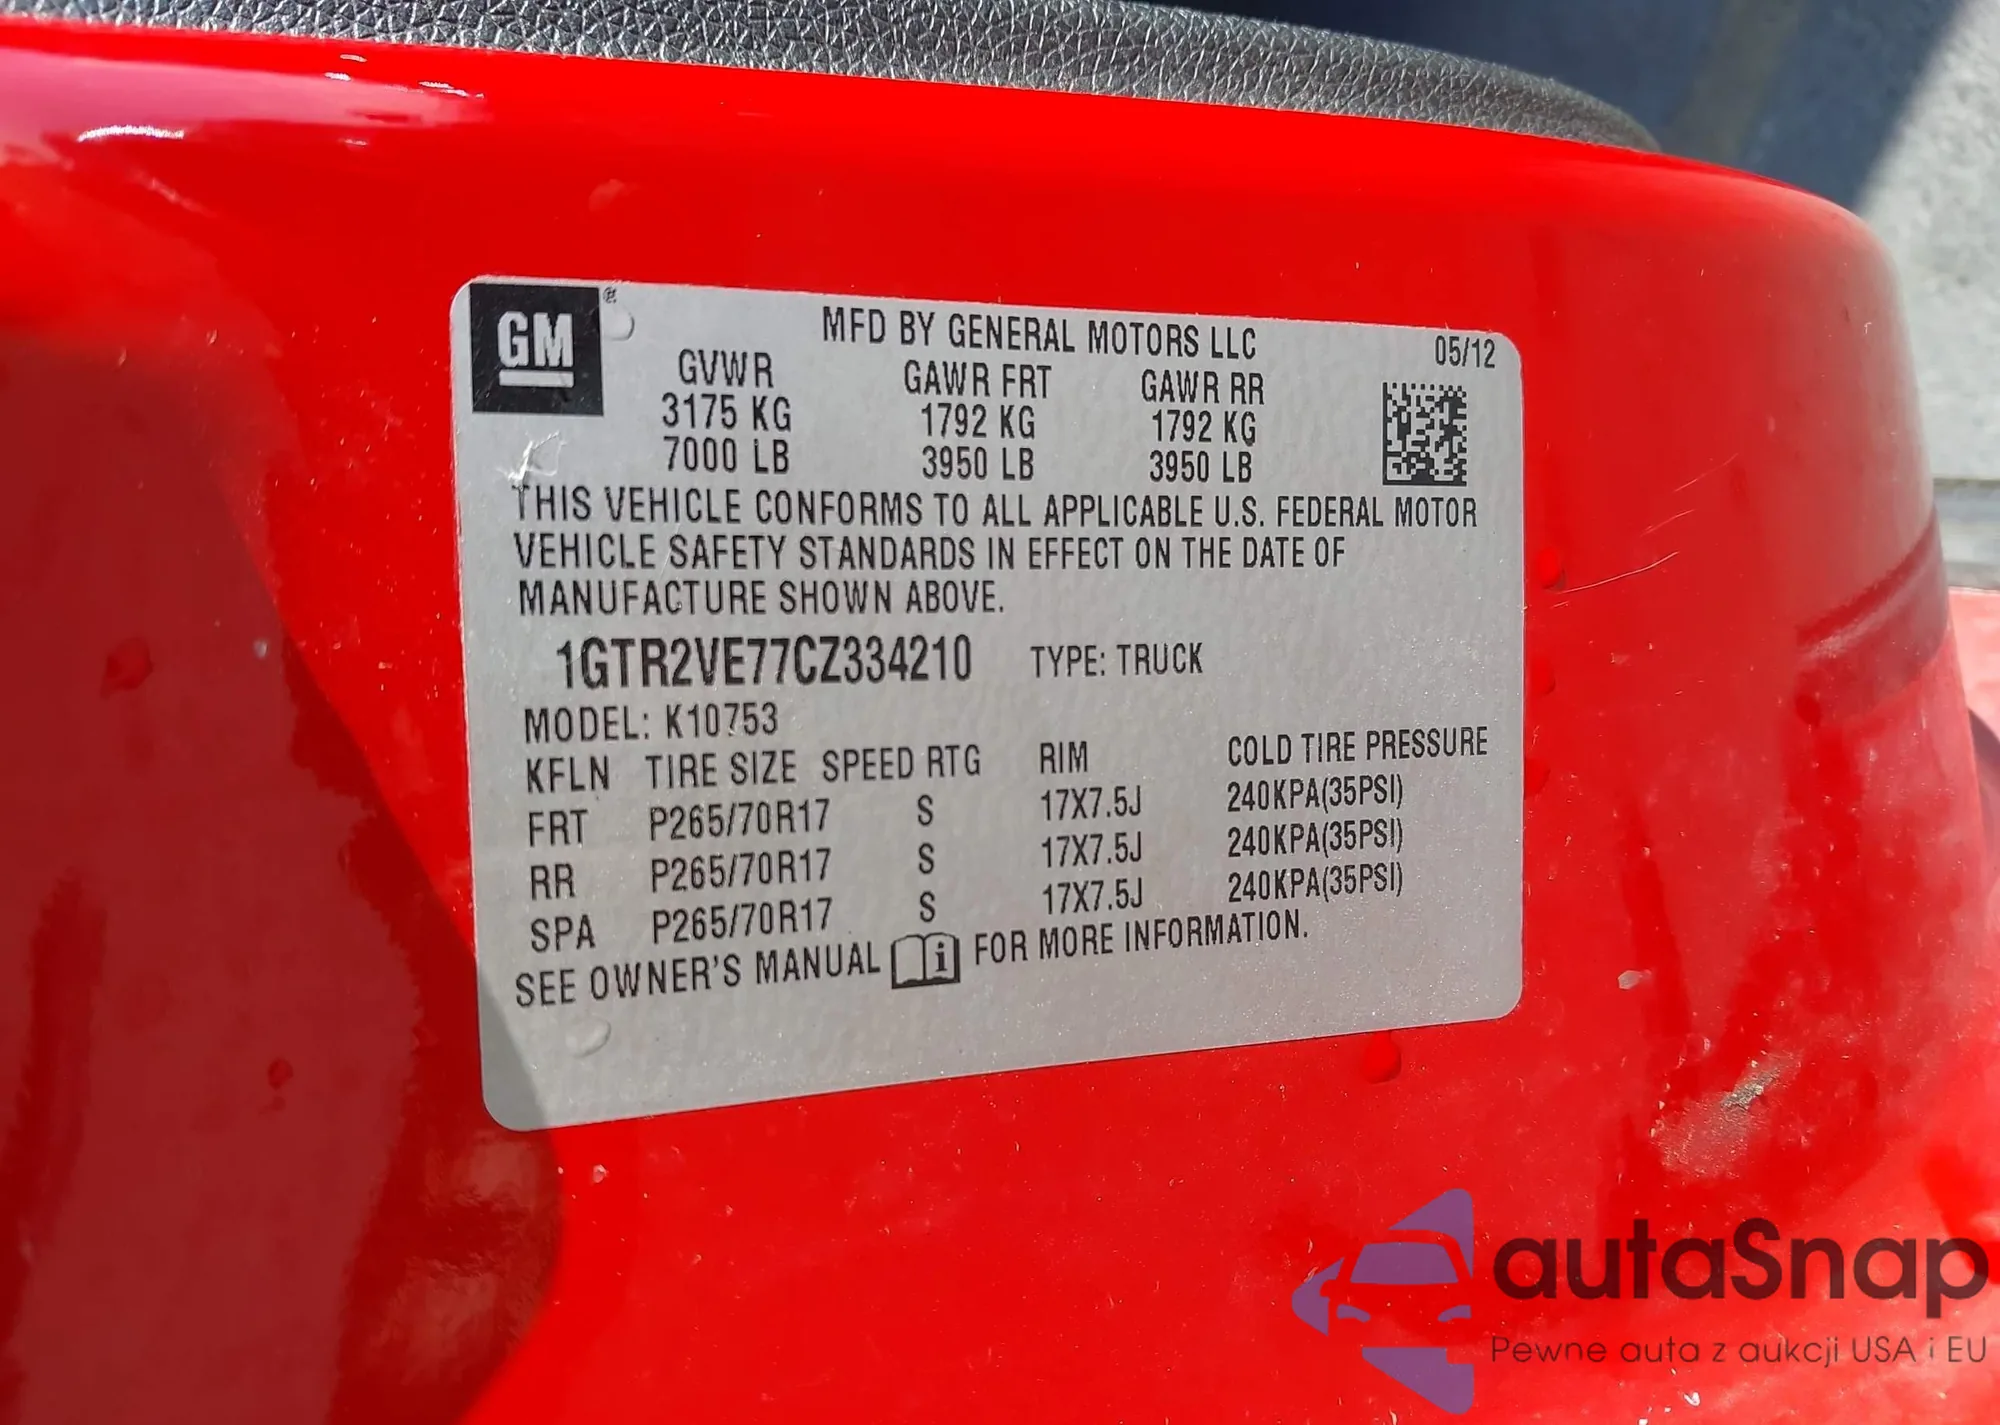 GM
MFD BY GENERAL MOTORS LLC 05/12
GVWR GAWR FRT GAWR RR
3175 KG 1792 KG 1792 KG
7000 LB 3950 LB 3950 LB
THIS VEHICLE CONFORMS TO ALL APPLICABLE U.S. FEDERAL MOTOR
VEHICLE SAFETY STANDARDS IN EFFECT ON THE DATE OF
MANUFACTURE SHOWN ABOVE.
1GTR2VE77CZ334210 TYPE: TRUCK
MODEL: K10753
KFLN TIRE SIZE SPEED RTG RIM COLD TIRE PRESSURE
FRT P265/70R17 S 17X7.5J 240KPA(35PSI)
RR P265/70R17 S 17X7.5J 240KPA(35PSI)
SPA P265/70R17 S 17X7.5J 240KPA(35PSI)
SEE OWNER'S MANUAL i FOR MORE INFORMATION.
autaSnap
Pewne auta z aukcji USA i EU